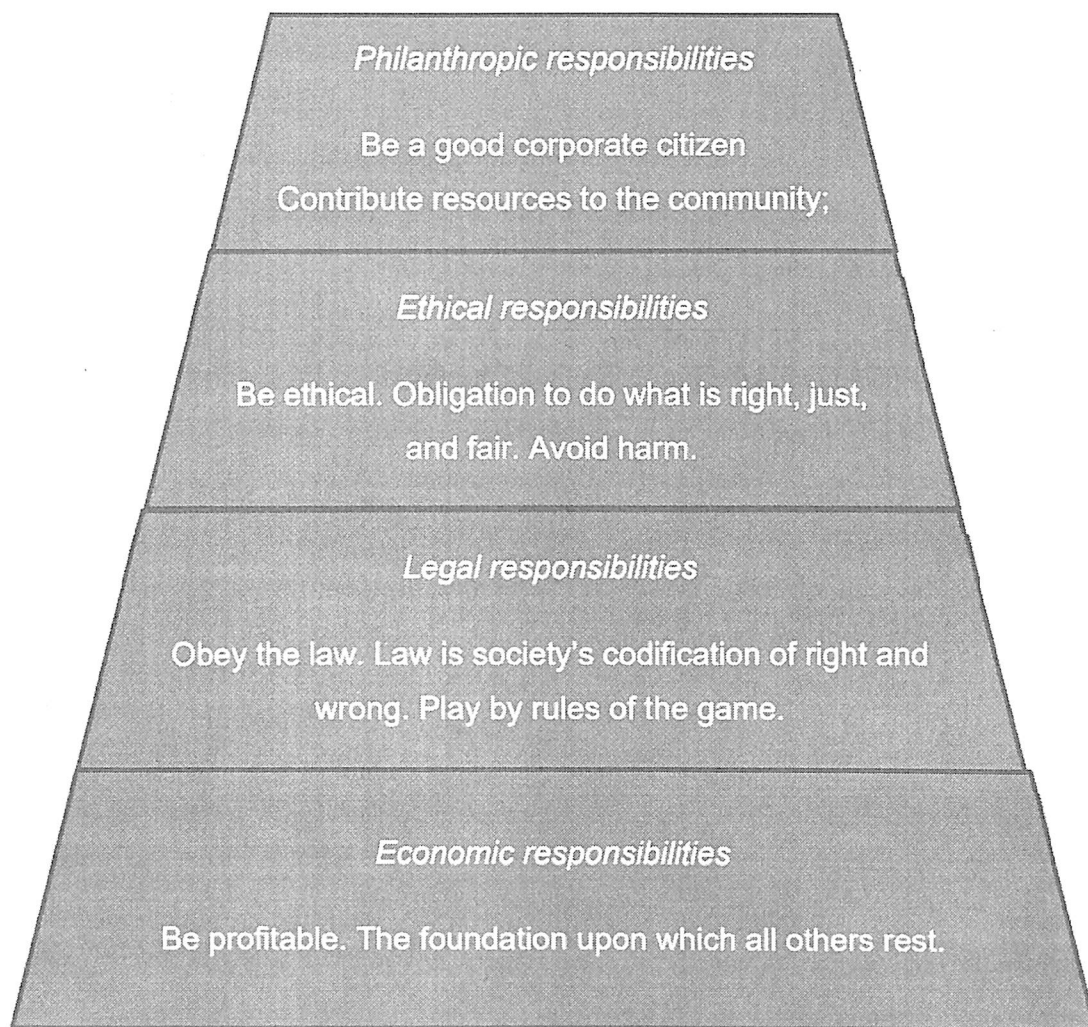 Philanthropic responsibilities
Be a good corporate citizen
Contribute resources to the community;
Ethical responsibilities
Be ethical. Obligation to do what is right, just,
and fair. Avoid harm.
Legal responsibilities
Obey the law. Law is society's codification of right and
wrong. Play by rules of the game.
Economic responsibilities
Be profitable. The foundation upon which all others rest.